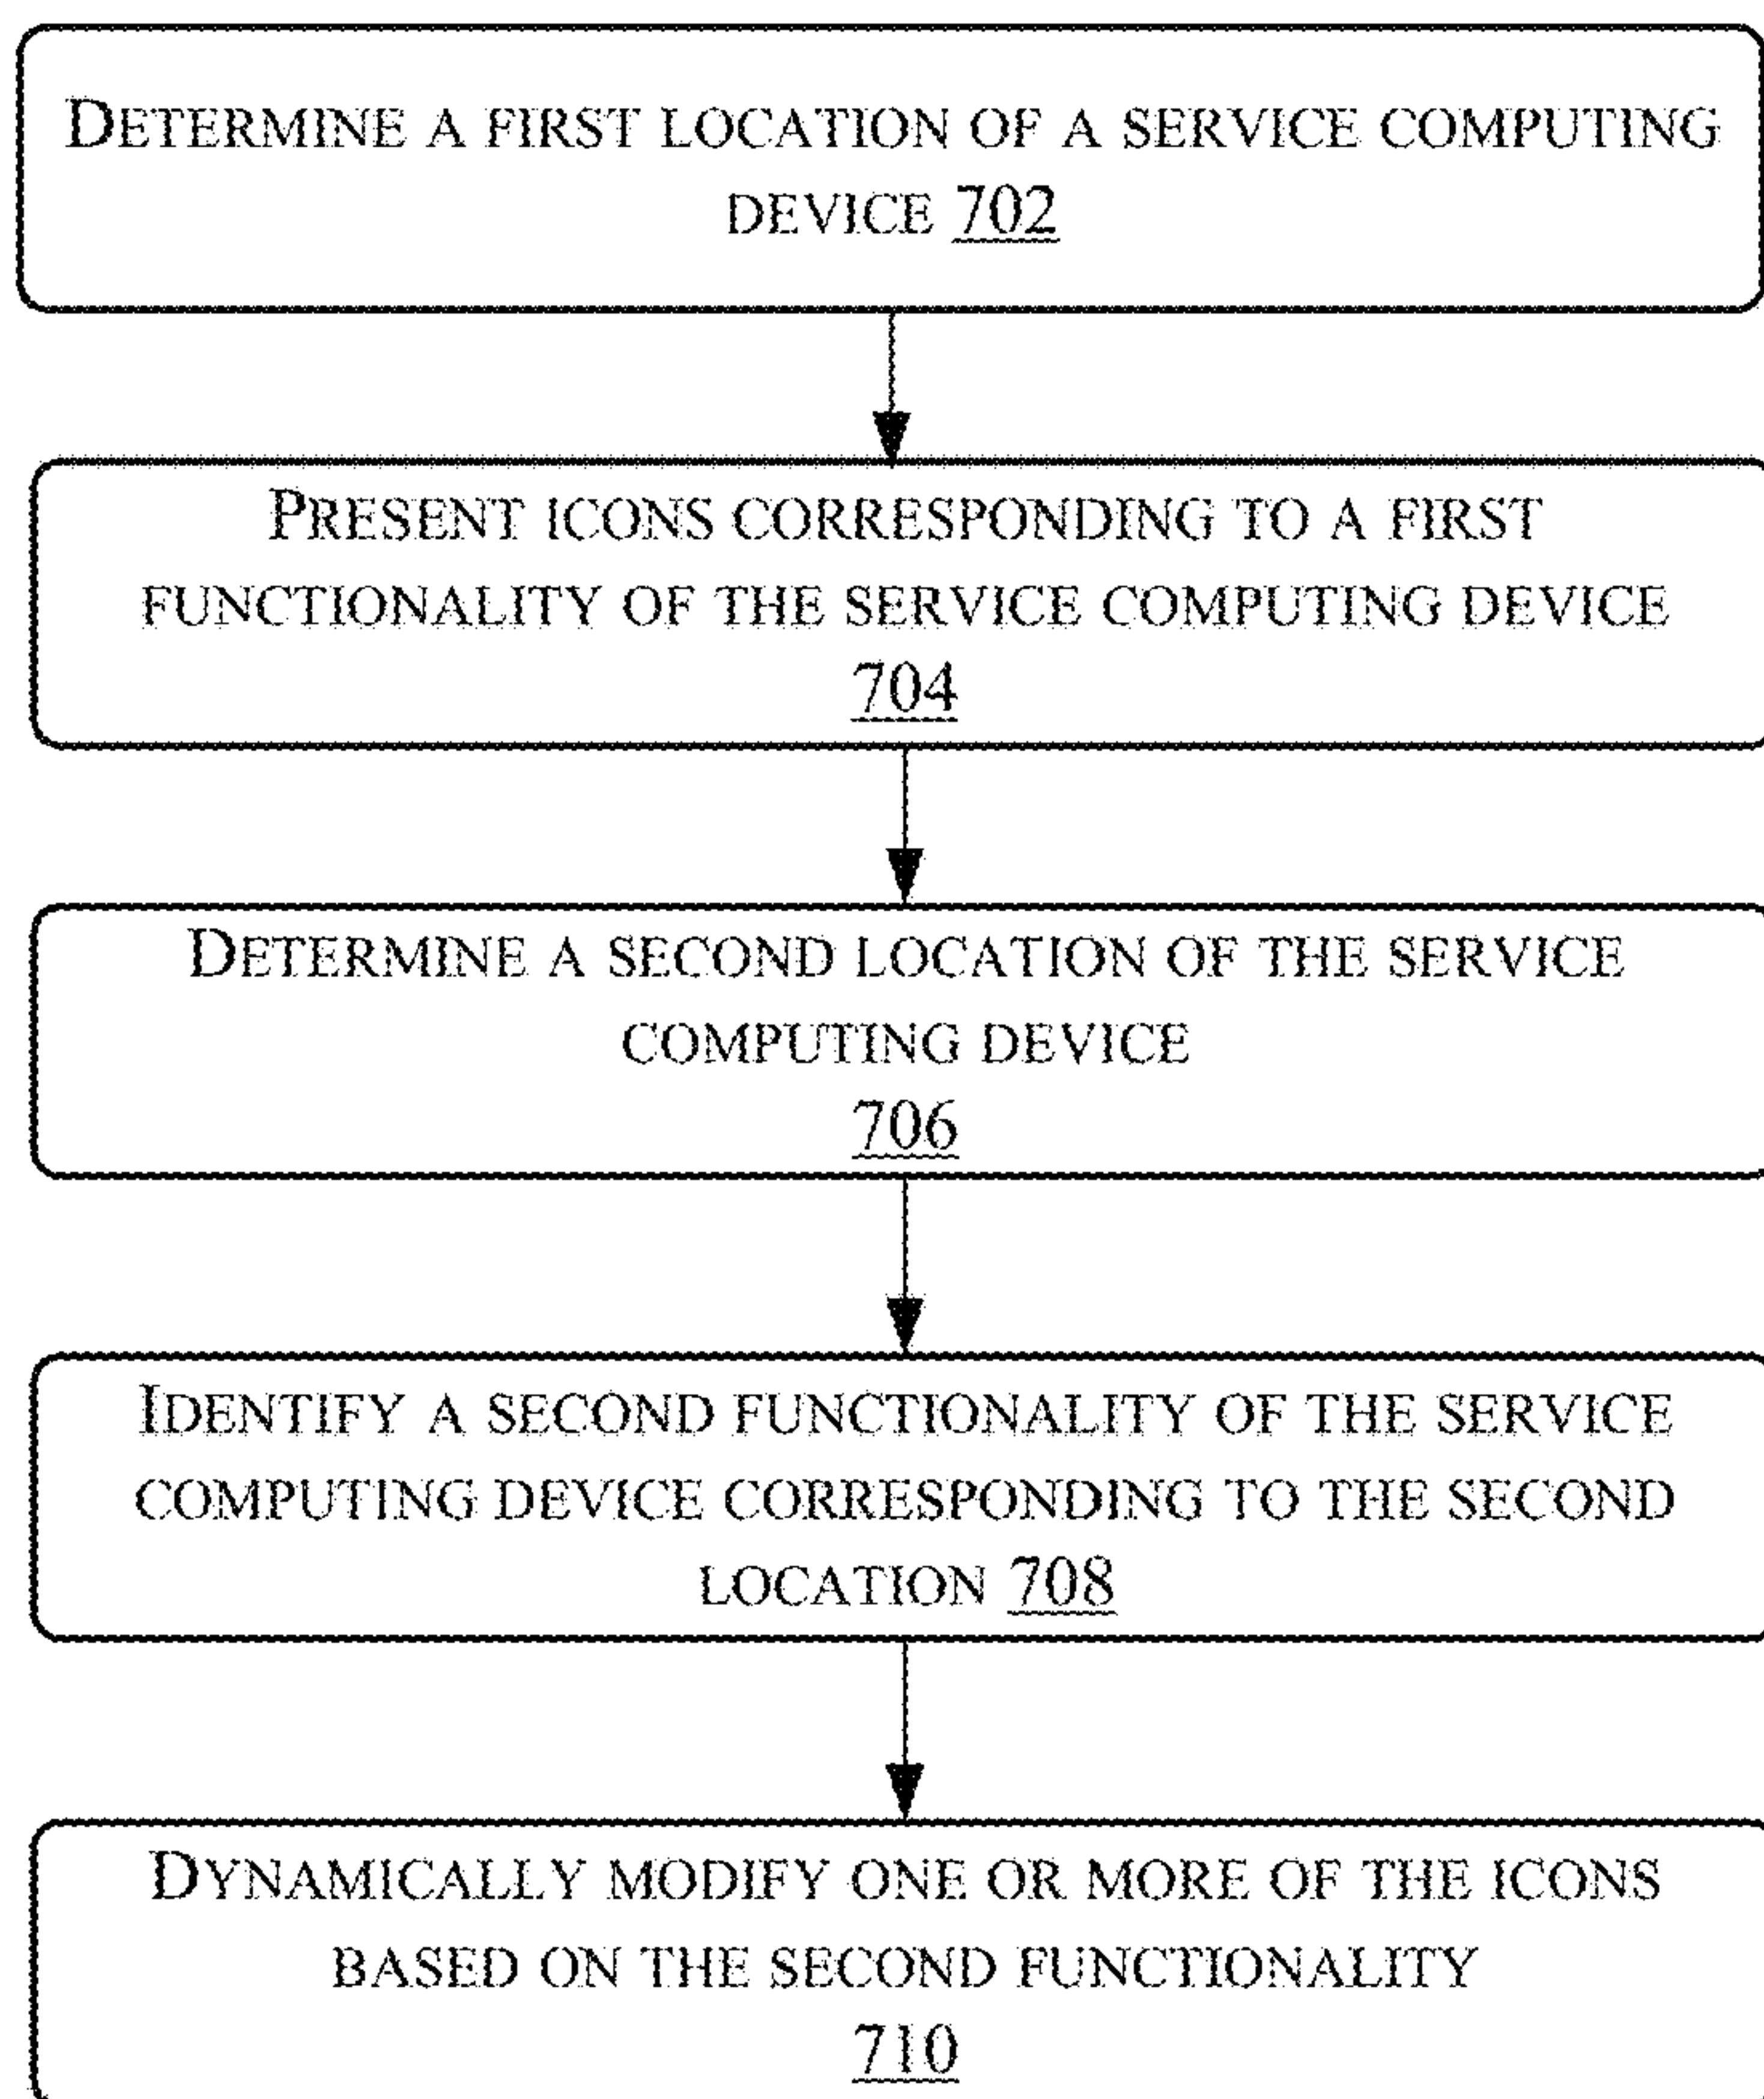 DETERMINE A FIRST LOCATION OF A SERVICE COMPUTING
DEVICE 702
PRESENT ICONS CORRESPONDING TO A FIRST
FUNCTIONALITY OF THE SERVICE COMPUTING DEVICE
704
DETERMINE A SECOND LOCATION OF THE SERVICE
COMPUTING DEVICE
706
IDENTIFY A SECOND FUNCTIONALITY OF THE SERVICE
COMPUTING DEVICE CORRESPONDING TO THE SECOND
LOCATION 708
DYNAMICALLY MODIFY ONE OR MORE OF THE ICONS
BASED ON THE SECOND FUNCTIONALITY
710